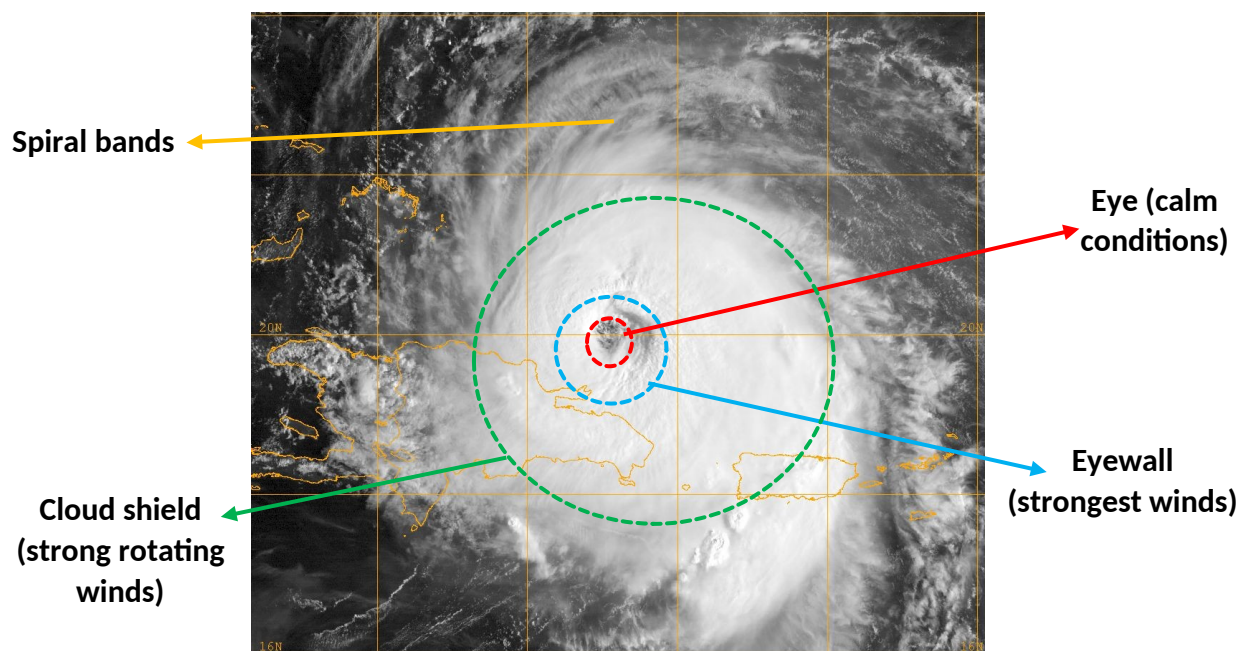 Spiral bands
Eye (calm
conditions)
20N
20N
Eyewall
(strongest winds)
Cloud shield
(strong rotating
winds)
16N
16N